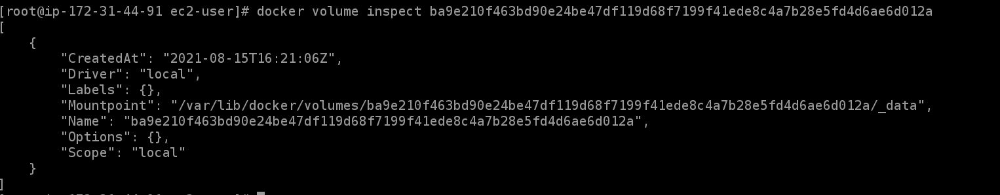 [root@ip-172-31-44-91 ec2-user]# docker volume inspect ba9e210f463bd90e24be47df119d68f7199f41ede8c4a7b28e5fd4d6ae6d012a
[
    {
        "CreatedAt": "2021-08-15T16:21:06Z",
        "Driver": "local",
        "Labels": {},
        "Mountpoint": "/var/lib/docker/volumes/ba9e210f463bd90e24be47df119d68f7199f41ede8c4a7b28e5fd4d6ae6d012a/_data",
        "Name": "ba9e210f463bd90e24be47df119d68f7199f41ede8c4a7b28e5fd4d6ae6d012a",
        "Options": {},
        "Scope": "local"
    }
]